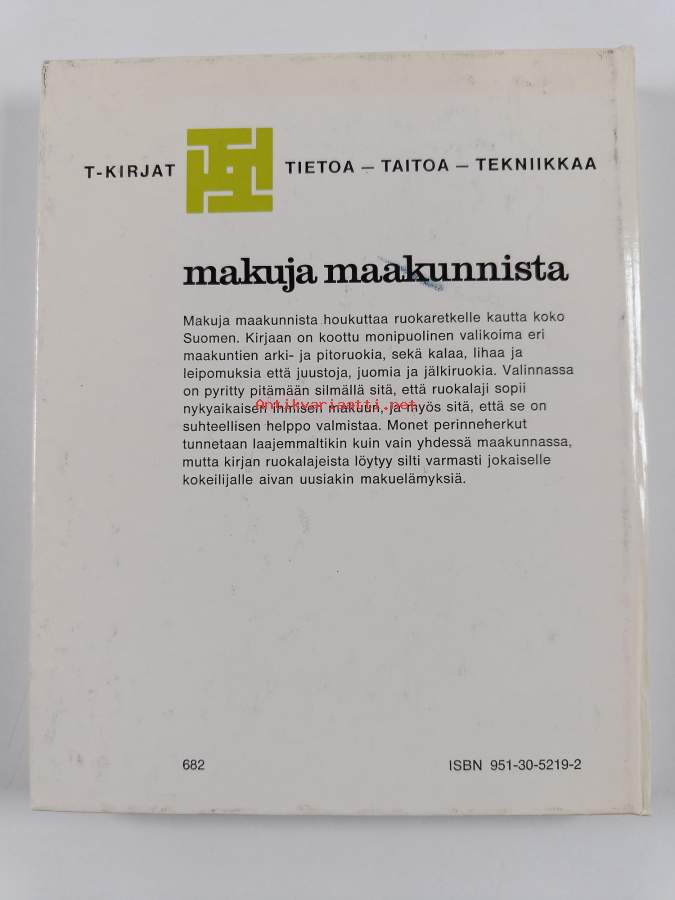 T-KIRJAT TIETOA – TAITOA – TEKNIIKKAA
makuja maakunnista
Makuja maakunnista houkuttaa ruokaretkelle kautta koko
Suomen. Kirjaan on koottu monipuolinen valikoima eri
maakuntien arki- ja pitoruokia, sekä kalaa, lihaa ja
leipomuksia että juustoja, juomia ja jälkiruokia. Valinnassa
on pyritty pitämään silmällä sitä, että ruokalaji sopii
Antikvariaatti.net
nykyaikaisen ihmisen makuun, ja myös sitä, että se on
suhteellisen helppo valmistaa. Monet perinneherkut
tunnetaan laajemmaltikin kuin vain yhdessä maakunnassa,
mutta kirjan ruokalajeista löytyy silti varmasti jokaiselle
kokeilijalle aivan uusiakin makuelämyksiä.
682 ISBN 951-30-5219-2